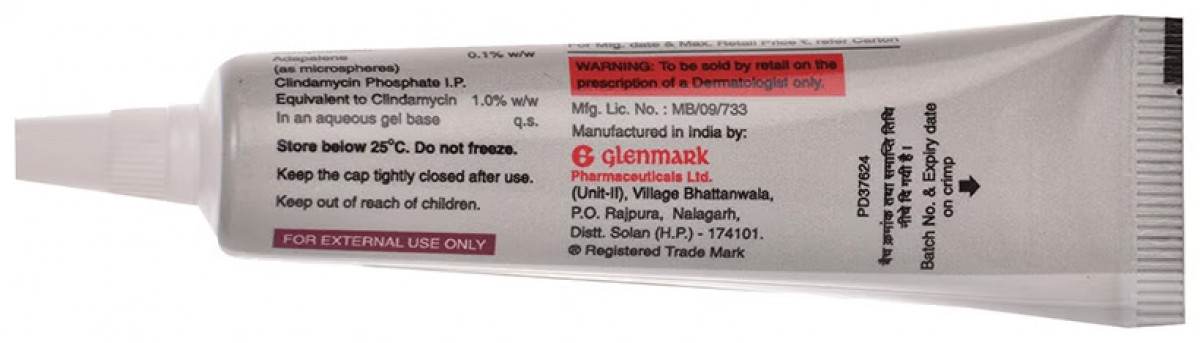 Adapalene 0.1% w/w
(as microspheres)
Clindamycin Phosphate I.P.
Equivalent to Clindamycin 1.0% w/w
In an aqueous gel base q.s.
Store below 25°C. Do not freeze.
Keep the cap tightly closed after use.
Keep out of reach of children.
FOR EXTERNAL USE ONLY
For Mfg. date & Max. Retail Price ₹, refer Carton
WARNING: To be sold by retail on the
prescription of a Dermatologist only.
Mfg. Lic. No. : MB/09/733
Manufactured in India by:
G glenmark
Pharmaceuticals Ltd.
(Unit-II), Village Bhattanwala,
P.O. Rajpura, Nalagarh,
Distt. Solan (H.P.) - 174101.
® Registered Trade Mark
PD37624
बैच क्रमांक तथा समाप्ति तिथि
नीचे दि गयी है।
Batch No. & Expiry date
on crimp